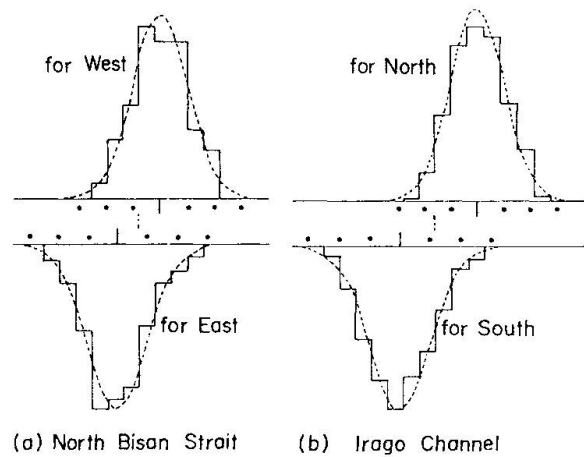 for West
for North
for East
for South
(a) North Bisan Strait
(b) Irago Channel